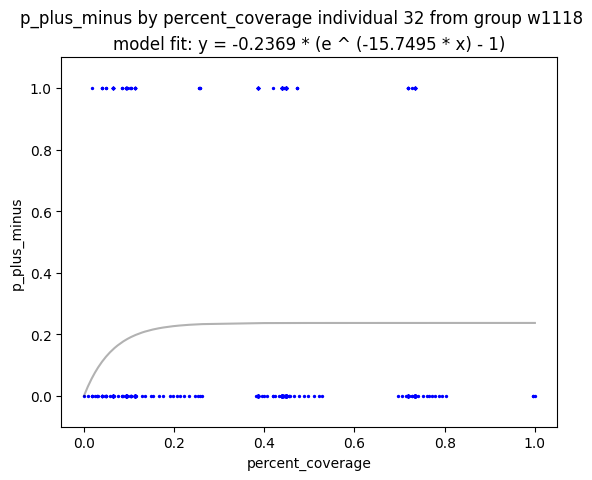 p_plus_minus by percent_coverage individual 32 from group w1118
model fit: y = -0.2369 * (e ^ (-15.7495 * x) - 1)
1.0
0.8
0.6
0.4
0.2
0.0
p_plus_minus
0.0 0.2 0.4 0.6 0.8 1.0
percent_coverage